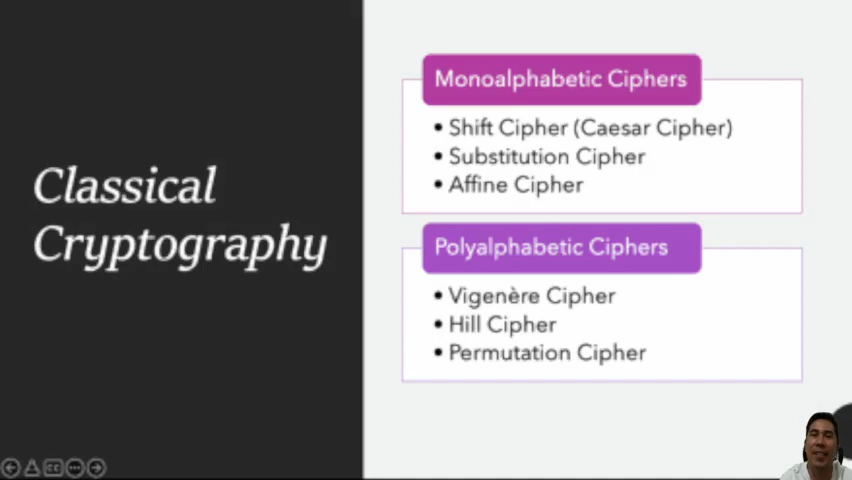 Classical
Cryptography
Monoalphabetic Ciphers
• Shift Cipher (Caesar Cipher)
• Substitution Cipher
• Affine Cipher
Polyalphabetic Ciphers
• Vigenère Cipher
• Hill Cipher
• Permutation Cipher